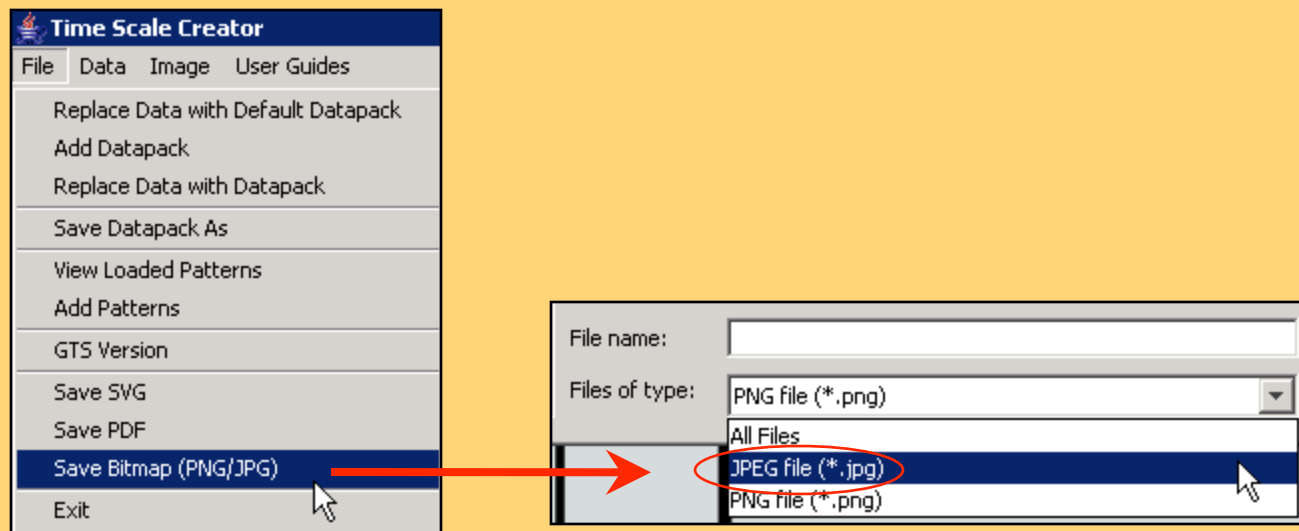 Time Scale Creator
File Data Image User Guides
Replace Data with Default Datapack
Add Datapack
Replace Data with Datapack
Save Datapack As
View Loaded Patterns
Add Patterns
GTS Version
Save SVG
Save PDF
Save Bitmap (PNG/JPG)
Exit
File name:
Files of type: PNG file (*.png)
All Files
JPEG file (*.jpg)
PNG file (*.png)